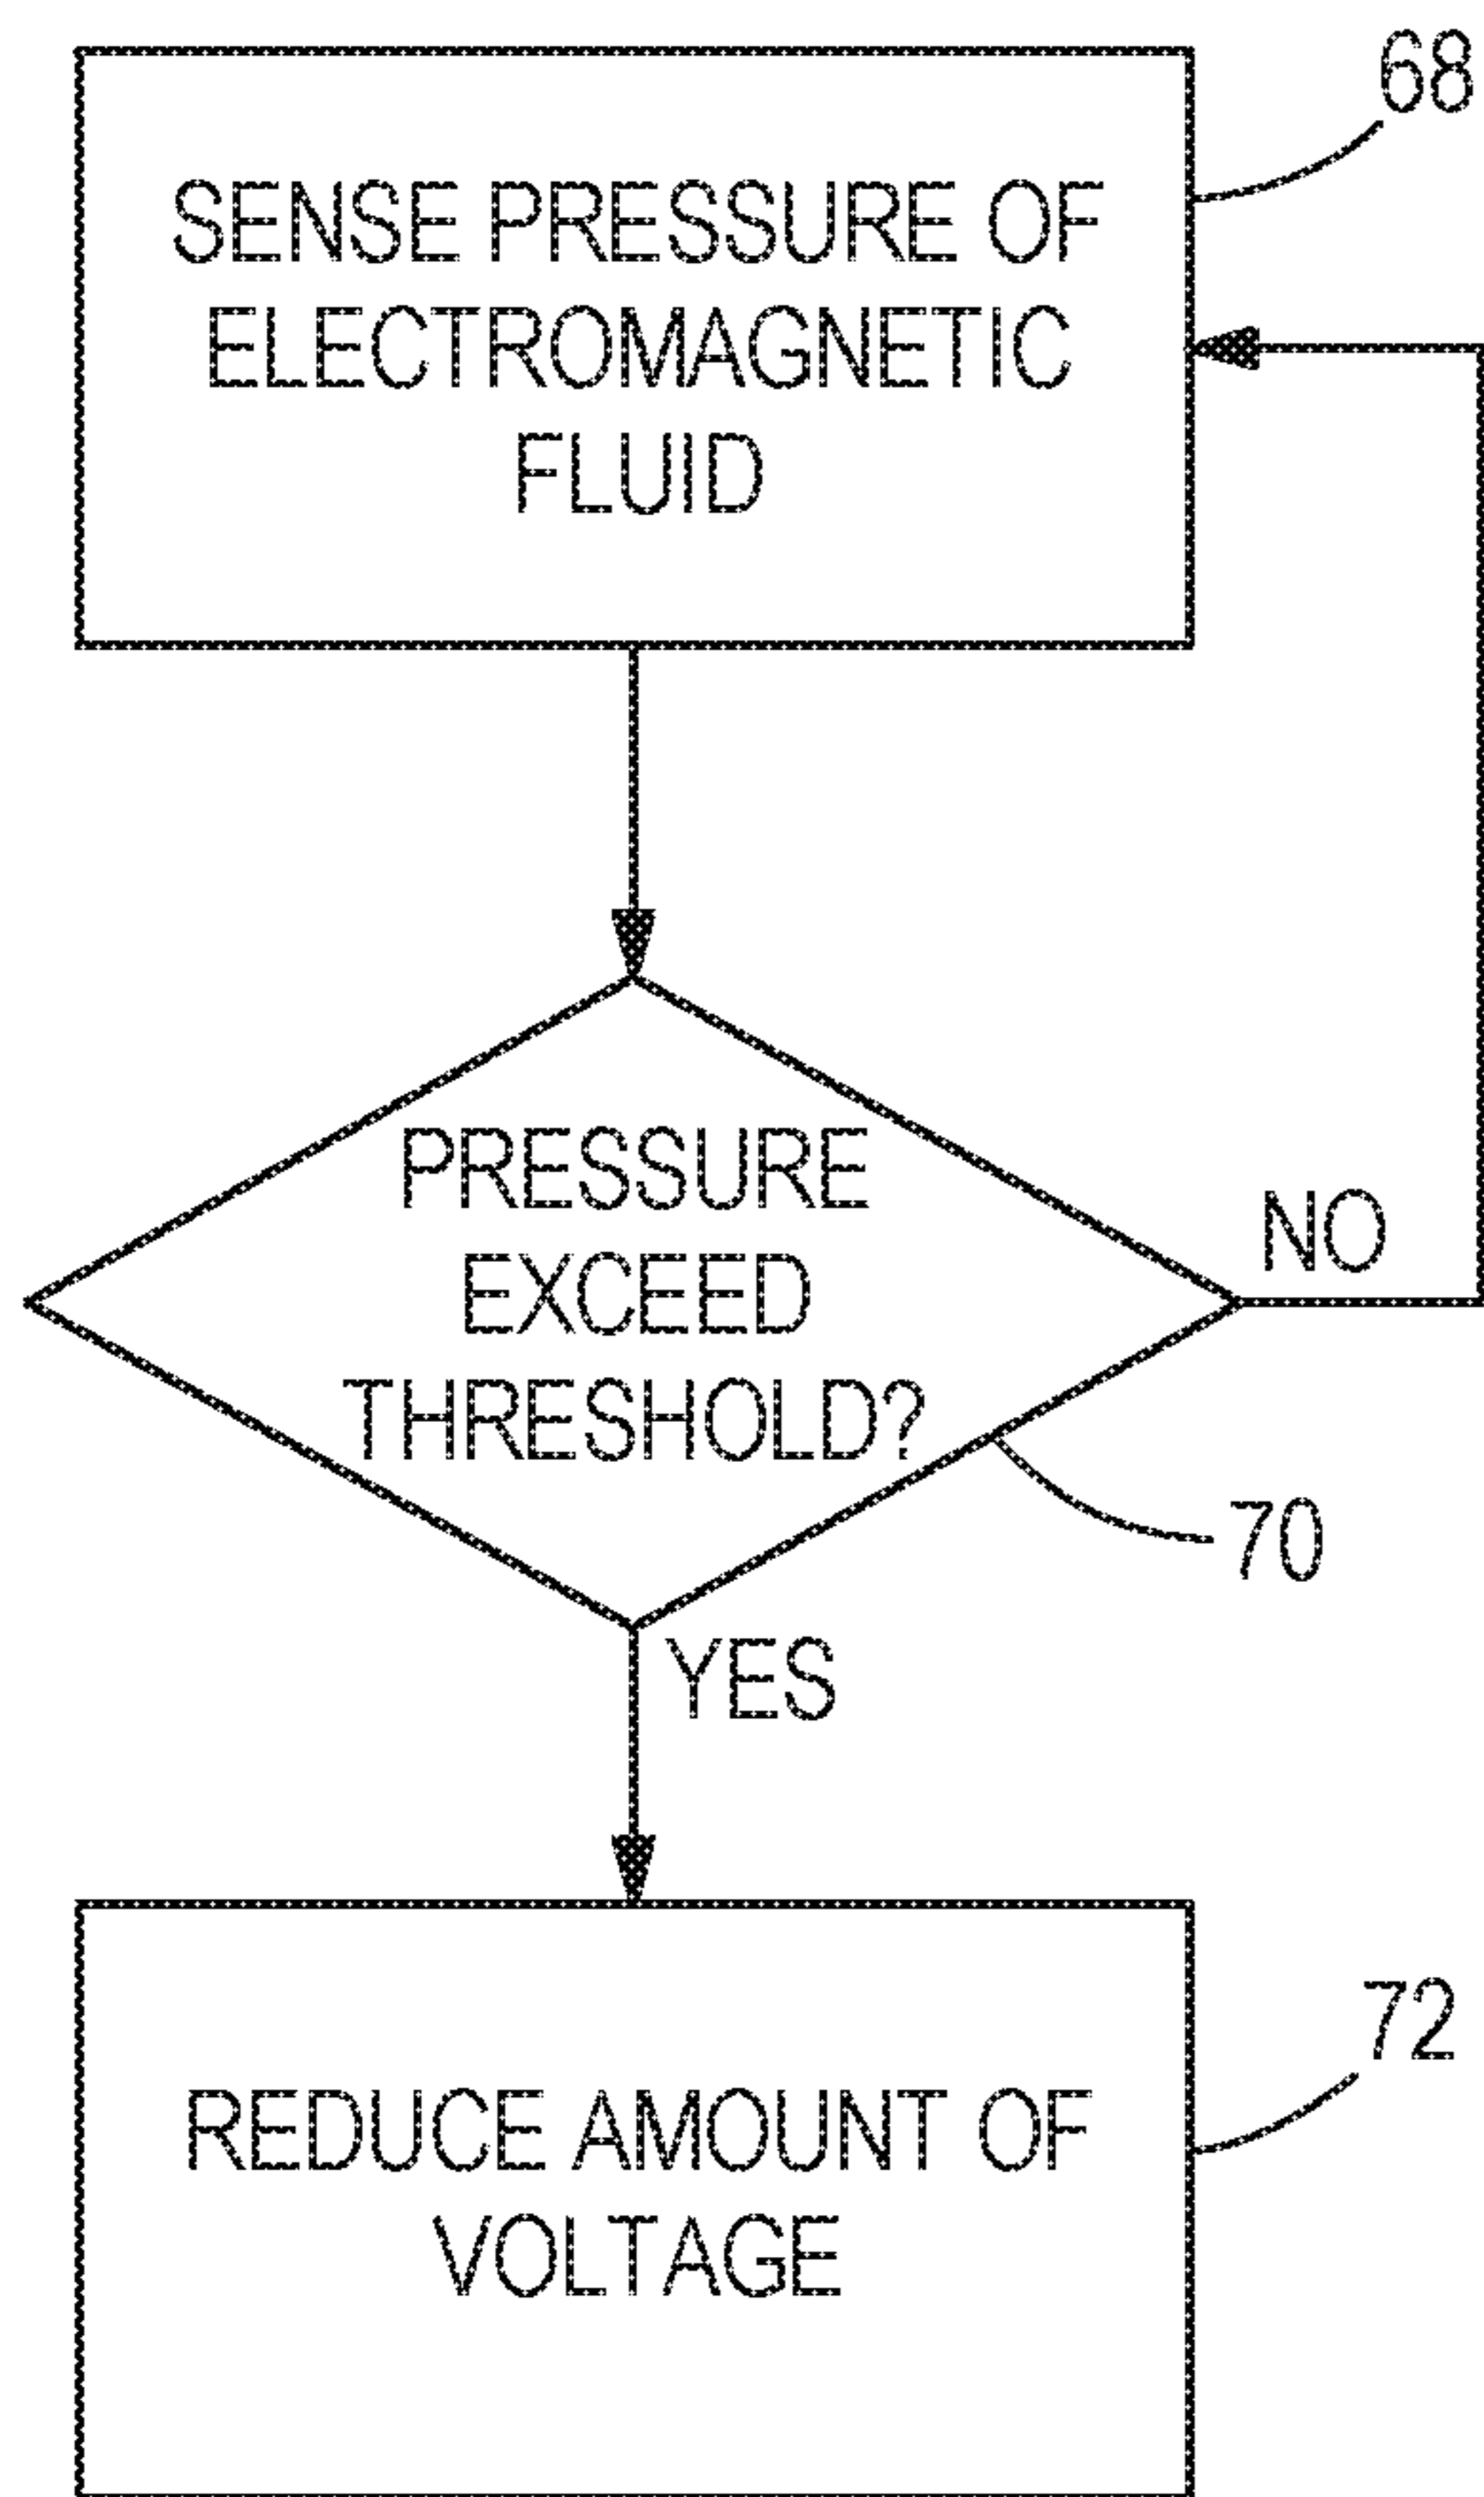 68
SENSE PRESSURE OF
ELECTROMAGNETIC
FLUID
PRESSURE
EXCEED
THRESHOLD?
NO
70
YES
72
REDUCE AMOUNT OF
VOLTAGE